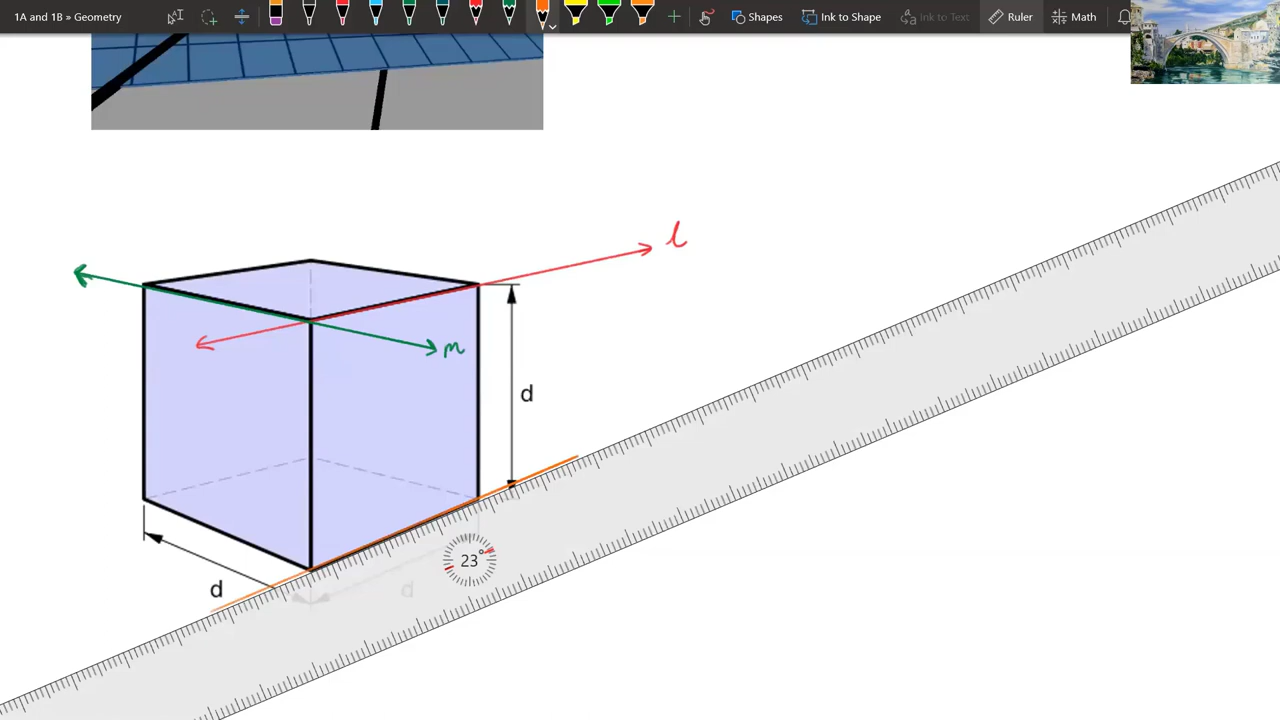 1A and 1B » Geometry
Shapes
Ink to Shape
Ink to Text
Ruler
Math
l
m
d
23°
d
d